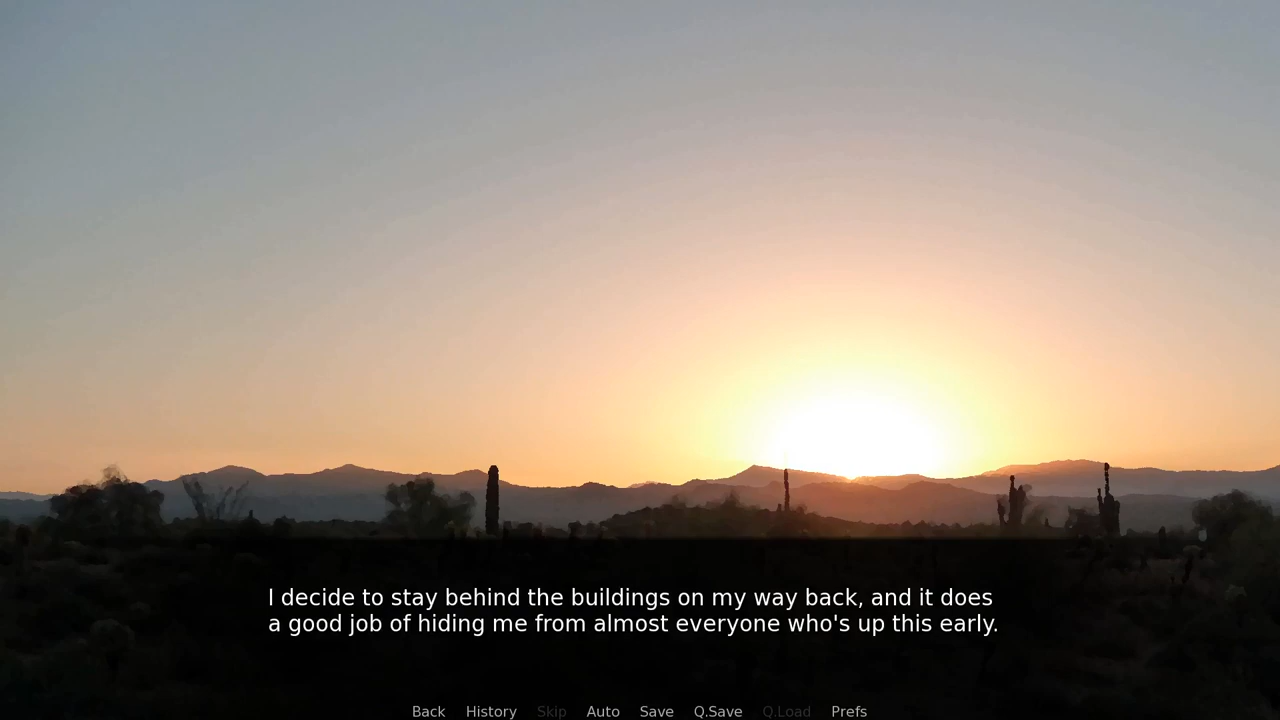 I decide to stay behind the buildings on my way back, and it does
a good job of hiding me from almost everyone who's up this early.
Back History Skip Auto Save Q.Save Q.Load Prefs